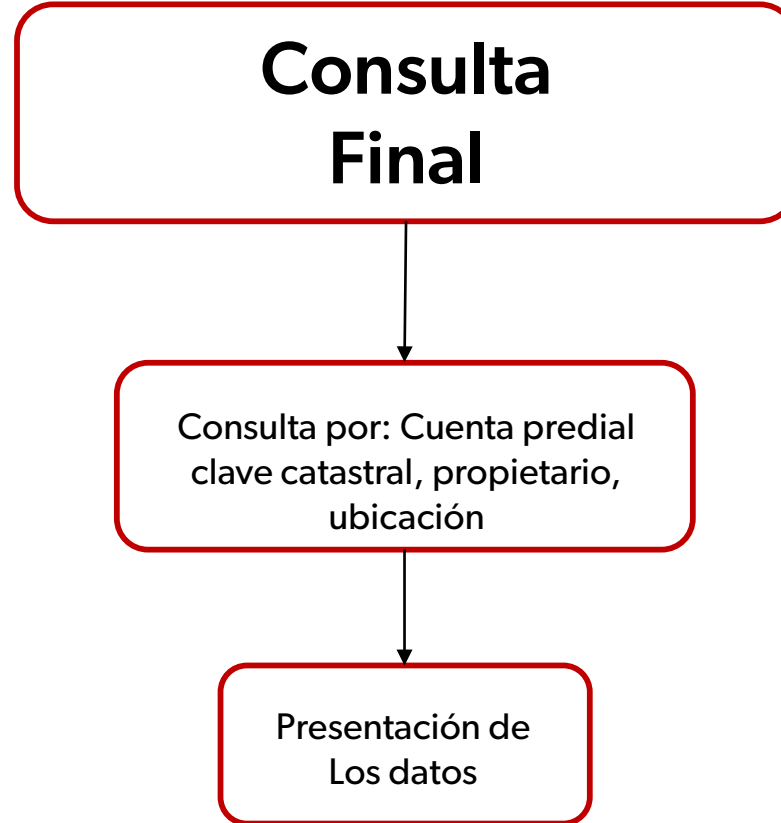 Consulta
Final
Consulta por: Cuenta predial
clave catastral, propietario,
ubicación
Presentación de
Los datos